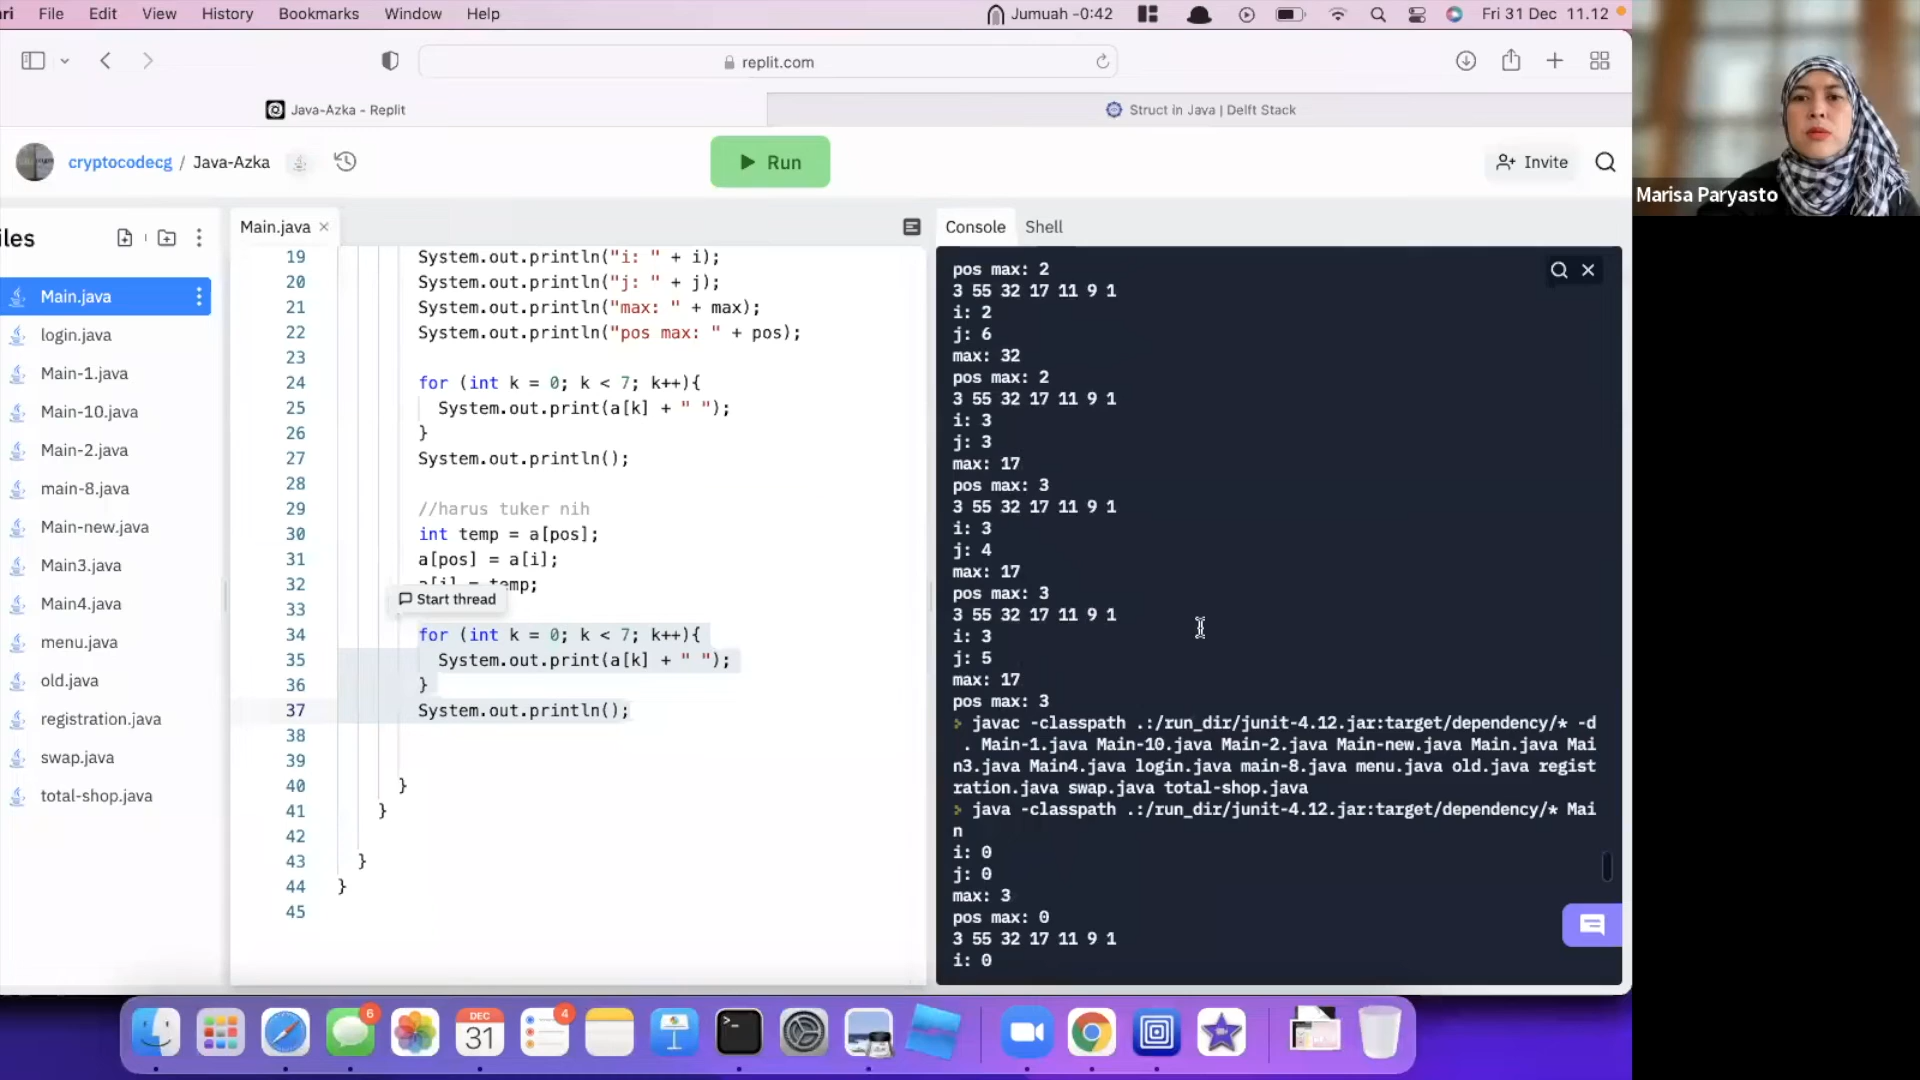 ri File Edit View History Bookmarks Window Help Jumuah -0:42 Fri 31 Dec 11.12
replit.com
Java-Azka - Replit Struct in Java | Delft Stack
cryptocodecg / Java-Azka Run Invite
Marisa Paryasto
iles
Main.java
login.java
Main-1.java
Main-10.java
Main-2.java
main-8.java
Main-new.java
Main3.java
Main4.java
menu.java
old.java
registration.java
swap.java
total-shop.java
Main.java
19 System.out.println("i: " + i);
20 System.out.println("j: " + j);
21 System.out.println("max: " + max);
22 System.out.println("pos max: " + pos);
23
24 for (int k = 0; k < 7; k++){
25 System.out.print(a[k] + " ");
26 }
27 System.out.println();
28
29 //harus tuker nih
30 int temp = a[pos];
31 a[pos] = a[i];
32 a[i] = temp;
Start thread
33
34 for (int k = 0; k < 7; k++){
35 System.out.print(a[k] + " ");
36 }
37 System.out.println();
38
39
40 }
41 }
42
43 }
44 }
45
Console Shell
pos max: 2
3 55 32 17 11 9 1
i: 2
j: 6
max: 32
pos max: 2
3 55 32 17 11 9 1
i: 3
j: 3
max: 17
pos max: 3
3 55 32 17 11 9 1
i: 3
j: 4
max: 17
pos max: 3
3 55 32 17 11 9 1
i: 3
j: 5
max: 17
pos max: 3
> javac -classpath .:/run_dir/junit-4.12.jar:target/dependency/* -d
. Main-1.java Main-10.java Main-2.java Main-new.java Main.java Mai
n3.java Main4.java login.java main-8.java menu.java old.java regist
ration.java swap.java total-shop.java
> java -classpath .:/run_dir/junit-4.12.jar:target/dependency/* Mai
n
i: 0
j: 0
max: 3
pos max: 0
3 55 32 17 11 9 1
i: 0
6
DEC
31
4